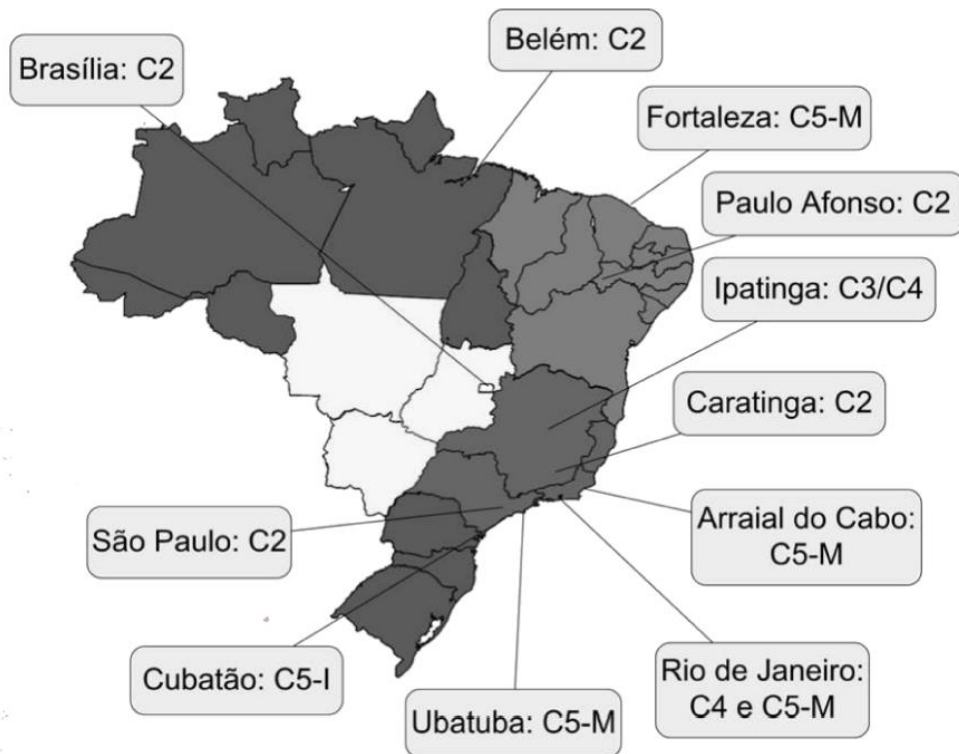 Belém: C2
Brasília: C2
Fortaleza: C5-M
Paulo Afonso: C2
Ipatinga: C3/C4
Caratinga: C2
Arraial do Cabo:
C5-M
São Paulo: C2
Rio de Janeiro:
C4 e C5-M
Cubatão: C5-I
Ubatuba: C5-M